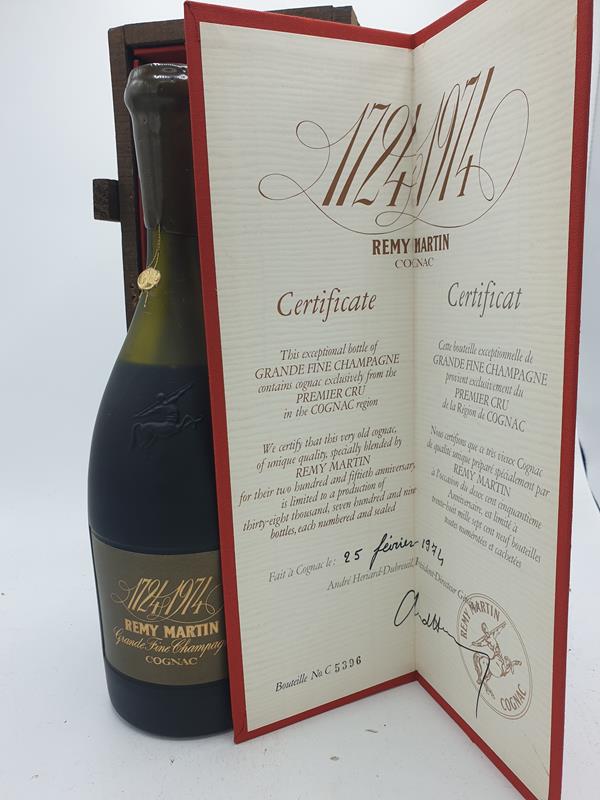 1724 1974
REMY MARTIN
COGNAC
Certificate
This exceptional bottle of
GRANDE FINE CHAMPAGNE
contains cognac exclusively from the
PREMIER CRU
in the COGNAC region
We certify that this very old cognac,
of unique quality, specially blended by
REMY MARTIN
for their two hundred and fiftieth anniversary,
is limited to a production of
thirty-eight thousand, seven hundred and nine
bottles, each numbered and sealed
Certificat
Cette bouteille exceptionnelle de
GRANDE FINE CHAMPAGNE
provient exclusivement du
PREMIER CRU
de la Région de COGNAC
Nous certifions que ce très vieux Cognac
de qualité unique préparé spécialement par
REMY MARTIN
à l'occasion du deux cent cinquantième
Anniversaire, est limité à
trente-huit mille sept cent neuf bouteilles
toutes numérotées et cachetées
Fait à Cognac le : 25 février 1974
André Heriard-Dubreuil, Président-Directeur
Bouteille No C 5396
REMY MARTIN
COGNAC
1724 1974
REMY MARTIN
Grande Fine Champag
COGNAC